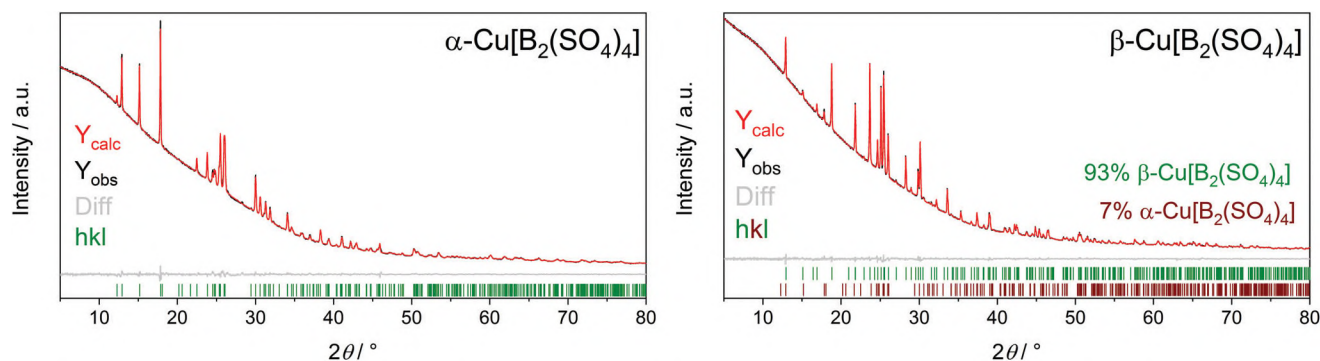 α-Cu[B2(SO4)4]
Intensity / a.u.
Ycalc
Yobs
Diff
hkl
10 20 30 40 50 60 70 80
2θ / °
β-Cu[B2(SO4)4]
Intensity / a.u.
Ycalc
Yobs
Diff
hkl
93% β-Cu[B2(SO4)4]
7% α-Cu[B2(SO4)4]
10 20 30 40 50 60 70 80
2θ / °